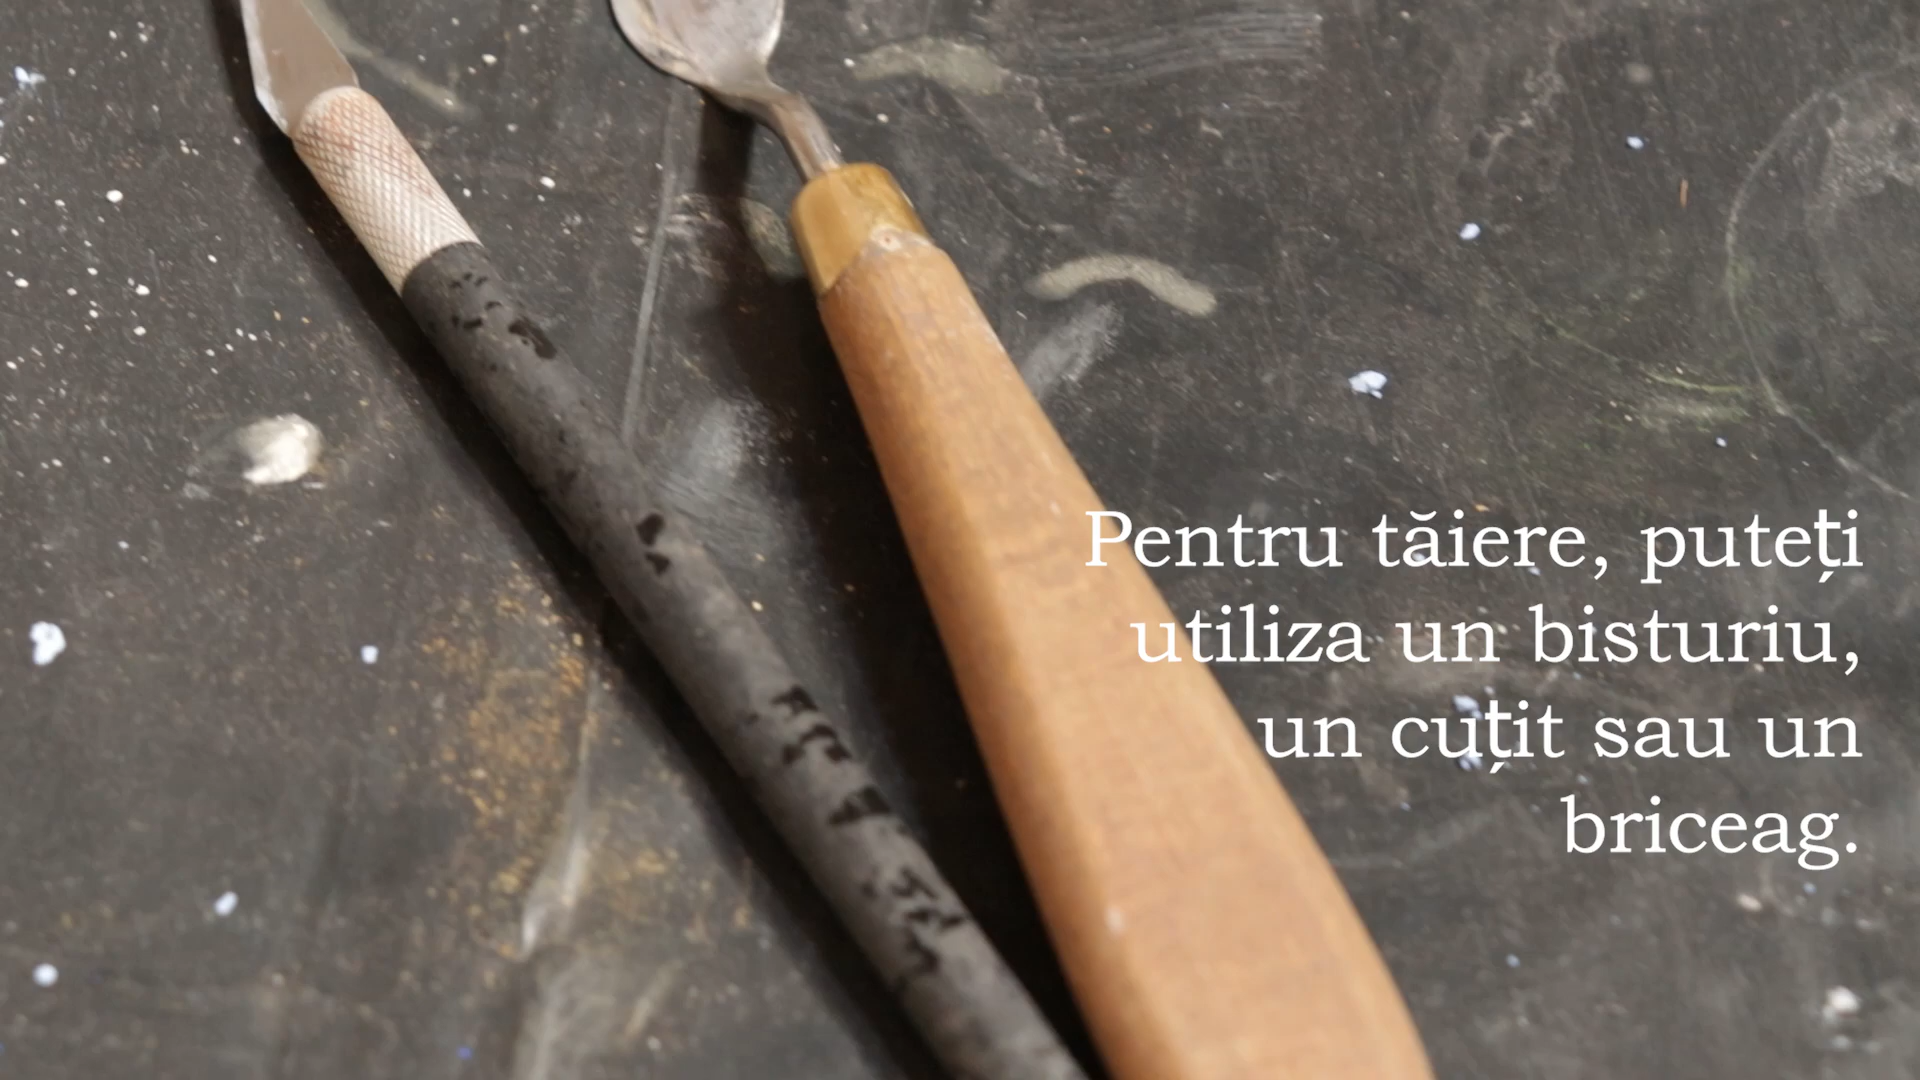 Pentru tăiere, puteți
utiliza un bisturiu,
un cuțit sau un
briceag.